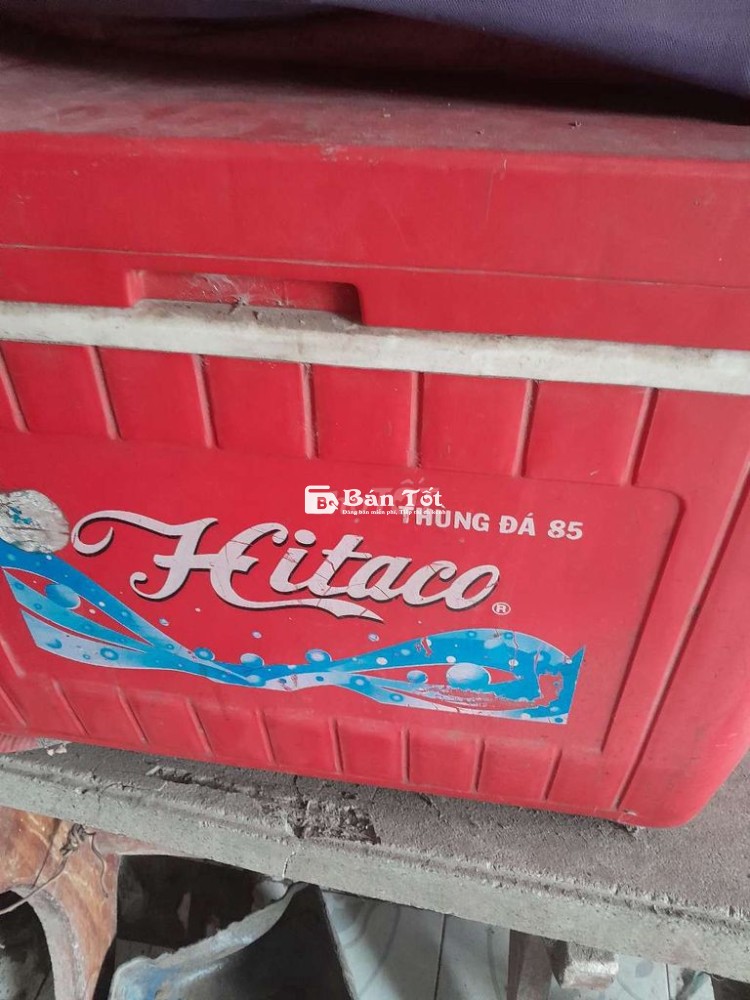 Bán Tốt
THÙNG ĐÁ 85
Hitaco ®